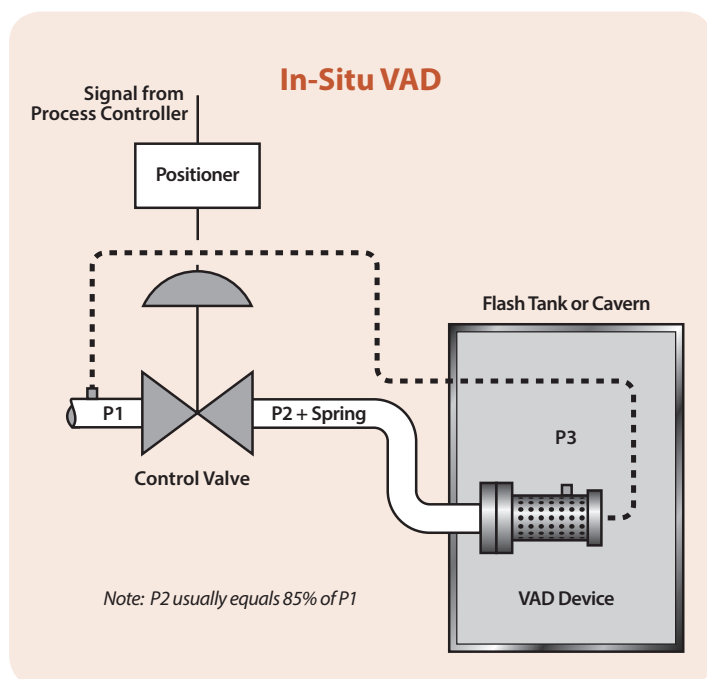 In-Situ VAD
Signal from
Process Controller
Positioner
Flash Tank or Cavern
P1
P2 + Spring
P3
Control Valve
Note: P2 usually equals 85% of P1
VAD Device